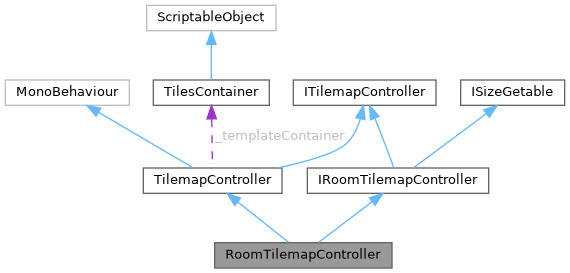 ScriptableObject
MonoBehaviour
TilesContainer
ITilemapController
ISizeGetable
_templateContainer
TilemapController
IRoomTilemapController
RoomTilemapController